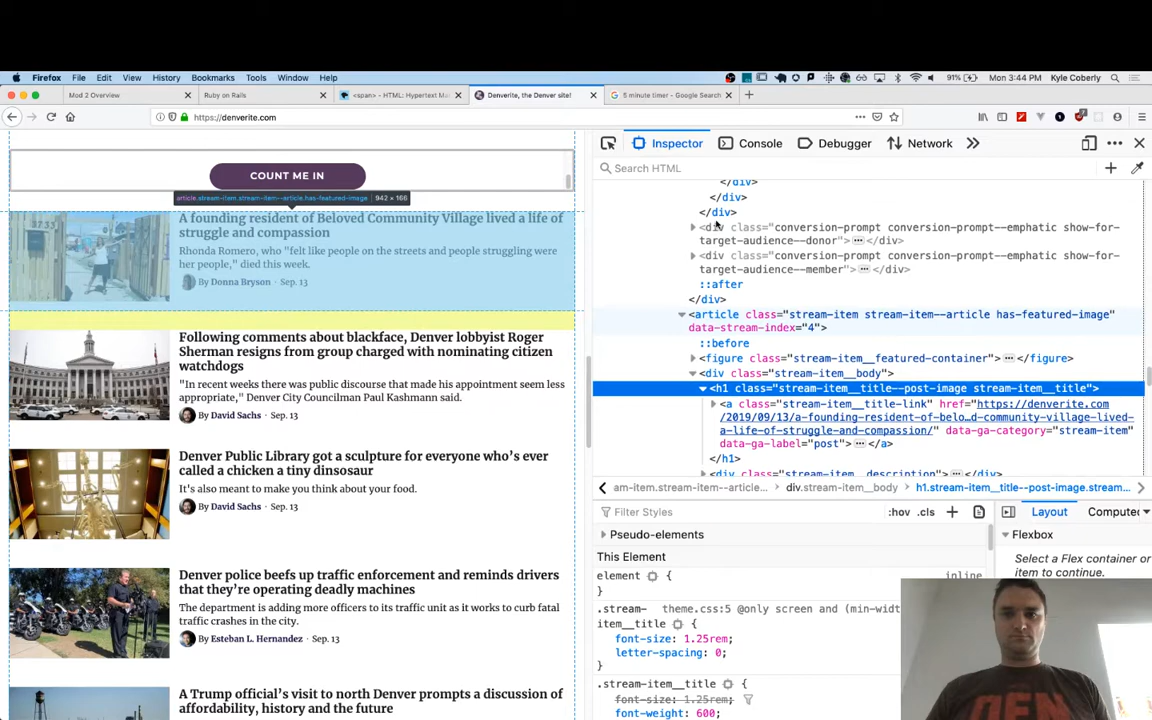 Firefox File Edit View History Bookmarks Tools Window Help
91% Mon 3:44 PM Kyle Coberly
Mod 2 Overview
Ruby on Rails
<span> - HTML: Hypertext Ma
Denverite, the Denver site!
5 minute timer - Google Search
https://denverite.com
COUNT ME IN
article.stream-item.stream-item--article.has-featured-image | 942 × 166
A founding resident of Beloved Community Village lived a life of
struggle and compassion
Rhonda Romero, who "felt like people on the streets and people struggling were
her people," died this week.
By Donna Bryson · Sep. 13
Following comments about blackface, Denver lobbyist Roger
Sherman resigns from group charged with nominating citizen
watchdogs
"In recent weeks there was public discourse that made his appointment seem less
appropriate," Denver City Councilman Paul Kashmann said.
By David Sachs · Sep. 13
Denver Public Library got a sculpture for everyone who's ever
called a chicken a tiny dinsosaur
It's also meant to make you think about your food.
By David Sachs · Sep. 13
Denver police beefs up traffic enforcement and reminds drivers
that they're operating deadly machines
The department is adding more officers to its traffic unit as it works to curb fatal
traffic crashes in the city.
By Esteban L. Hernandez · Sep. 13
A Trump official's visit to north Denver prompts a discussion of
affordability, history and the future
Inspector Console Debugger Network
Search HTML
</div>
</div>
</div>
<div class="conversion-prompt conversion-prompt--emphatic show-for-
target-audience--donor"> </div>
<div class="conversion-prompt conversion-prompt--emphatic show-for-
target-audience--member"> </div>
::after
</div>
<article class="stream-item stream-item--article has-featured-image"
data-stream-index="4">
::before
<figure class="stream-item__featured-container"> </figure>
<div class="stream-item__body">
<h1 class="stream-item__title--post-image stream-item__title">
<a class="stream-item__title-link" href="https://denverite.com
/2019/09/13/a-founding-resident-of-belo…d-community-village-lived-
a-life-of-struggle-and-compassion/" data-ga-category="stream-item"
data-ga-label="post"> </a>
</h1>
<div class="stream-item__description"> </div>
am-item.stream-item--article... div.stream-item__body h1.stream-item__title--post-image.stream...
Filter Styles :hov .cls
Layout Compute
Pseudo-elements
This Element
element { inline
}
.stream- theme.css:5 @only screen and (min-widt
item__title {
font-size: 1.25rem;
letter-spacing: 0;
}
.stream-item__title {
font-size: 1.25rem;
font-weight: 600;
Flexbox
Select a Flex container or
item to continue.
DEN